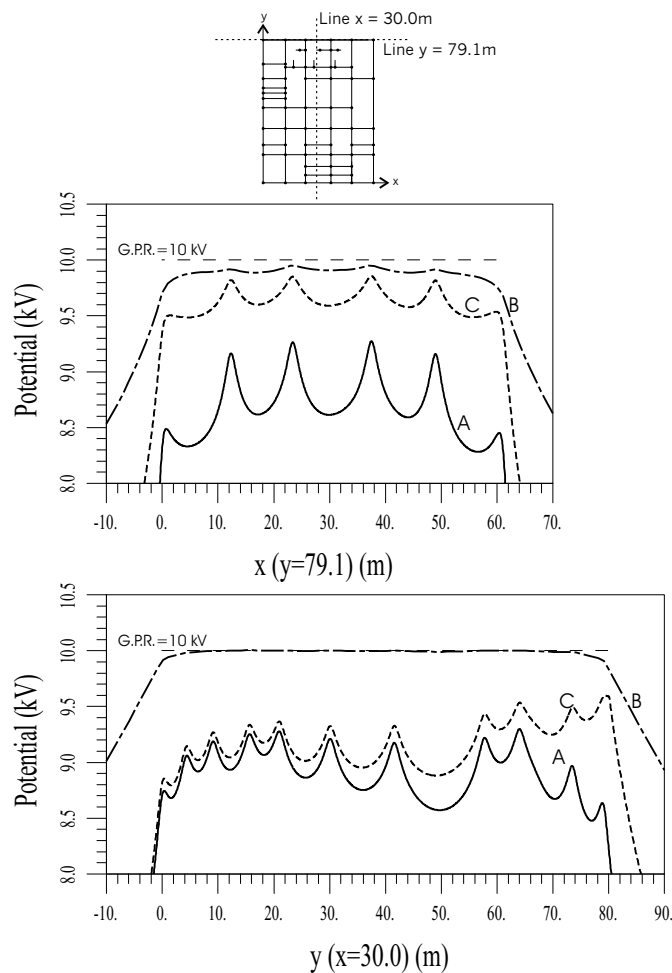 y
Line x = 30.0m
Line y = 79.1m
x
10.5
G.P.R.=10 kV
10.0
9.5
C B
9.0
A
8.5
8.0
Potential (kV)
-10. 0. 10. 20. 30. 40. 50. 60. 70.
x (y=79.1) (m)
10.5
G.P.R.=10 kV
10.0
9.5
C B
9.0
A
8.5
8.0
Potential (kV)
-10. 0. 10. 20. 30. 40. 50. 60. 70. 80. 90.
y (x=30.0) (m)